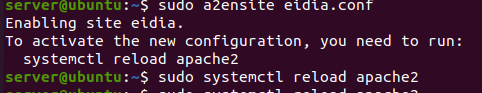 server@ubuntu:~$ sudo a2ensite eidia.conf
Enabling site eidia.
To activate the new configuration, you need to run:
  systemctl reload apache2
server@ubuntu:~$ sudo systemctl reload apache2